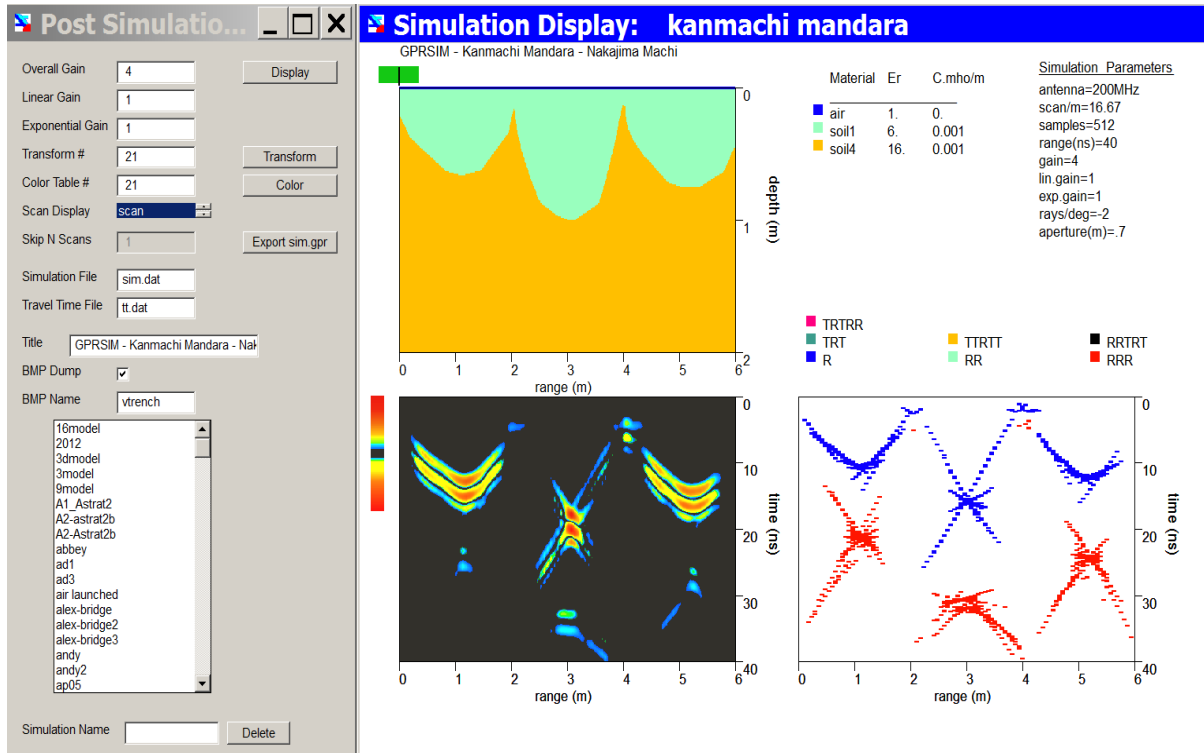 Post Simulatio...
Overall Gain 4 Display
Linear Gain 1
Exponential Gain 1
Transform # 21 Transform
Color Table # 21 Color
Scan Display scan
Skip N Scans 1 Export sim.gpr
Simulation File sim.dat
Travel Time File tt.dat
Title GPRSIM - Kanmachi Mandara - Nak
BMP Dump
BMP Name vtrench
16model
2012
3dmodel
3model
9model
A1_Astrat2
A2-astrat2b
A2-Astrat2b
abbey
ad1
ad3
air launched
alex-bridge
alex-bridge2
alex-bridge3
andy
andy2
ap05
Simulation Name Delete
Simulation Display: kanmachi mandara
GPRSIM - Kanmachi Mandara - Nakajima Machi
0
1
2
depth (m)
0 1 2 3 4 5 6
range (m)
Material Er C.mho/m
air 1. 0.
soil1 6. 0.001
soil4 16. 0.001
Simulation Parameters
antenna=200MHz
scan/m=16.67
samples=512
range(ns)=40
gain=4
lin.gain=1
exp.gain=1
rays/deg=-2
aperture(m)=.7
TRTRR
TRT TTRTT RRTRT
R RR RRR
0
10
20
30
40
time (ns)
0 1 2 3 4 5 6
range (m)
0
10
20
30
40
time (ns)
0 1 2 3 4 5 6
range (m)